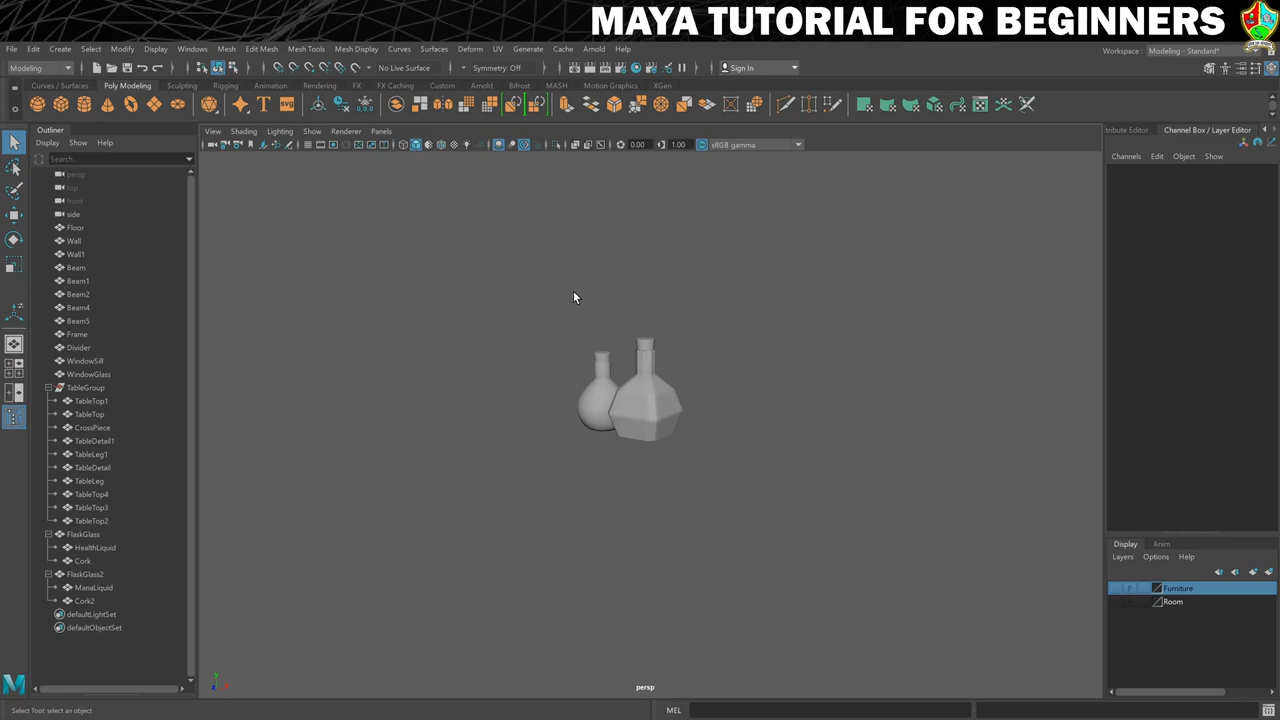 MAYA TUTORIAL FOR BEGINNERS
File Edit Create Select Modify Display Windows Mesh Edit Mesh Mesh Tools Mesh Display Curves Surfaces Deform UV Generate Cache Arnold Help
Workspace : Modeling - Standard*
Modeling No Live Surface Symmetry: Off Sign In
Curves / Surfaces Poly Modeling Sculpting Rigging Animation Rendering FX FX Caching Custom Arnold Bifrost MASH Motion Graphics XGen
Outliner
Display Show Help
Search...
View Shading Lighting Show Renderer Panels
0.00 1.00 sRGB gamma
tribute Editor Channel Box / Layer Editor
Channels Edit Object Show
persp
top
front
side
Floor
Wall
Wall1
Beam
Beam1
Beam2
Beam4
Beam5
Frame
Divider
WindowSill
WindowGlass
TableGroup
TableTop1
TableTop
CrossPiece
TableDetail1
TableLeg1
TableDetail
TableLeg
TableTop4
TableTop3
TableTop2
FlaskGlass
HealthLiquid
Cork
FlaskGlass2
ManaLiquid
Cork2
defaultLightSet
defaultObjectSet
persp
Display Anim
Layers Options Help
P Furniture
Room
Select Tool: select an object
MEL